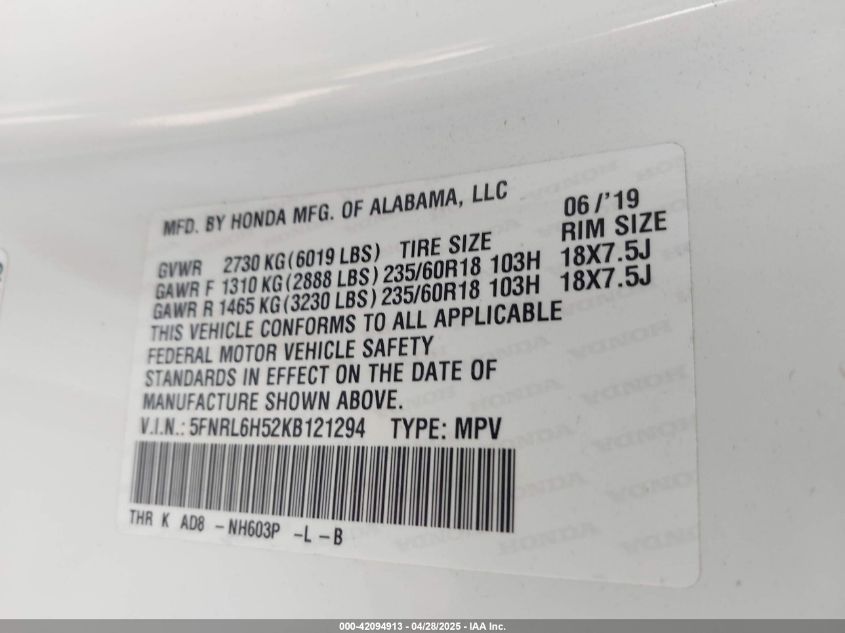 MFD. BY HONDA MFG. OF ALABAMA, LLC 06/'19
GVWR 2730 KG(6019 LBS) TIRE SIZE RIM SIZE
GAWR F 1310 KG(2888 LBS) 235/60R18 103H 18X7.5J
GAWR R 1465 KG(3230 LBS) 235/60R18 103H 18X7.5J
THIS VEHICLE CONFORMS TO ALL APPLICABLE
FEDERAL MOTOR VEHICLE SAFETY
STANDARDS IN EFFECT ON THE DATE OF
MANUFACTURE SHOWN ABOVE.
V.I.N.: 5FNRL6H52KB121294 TYPE: MPV
THR K AD8 -NH603P -L -B
000-42094913 - 04/28/2025 - IAA Inc.